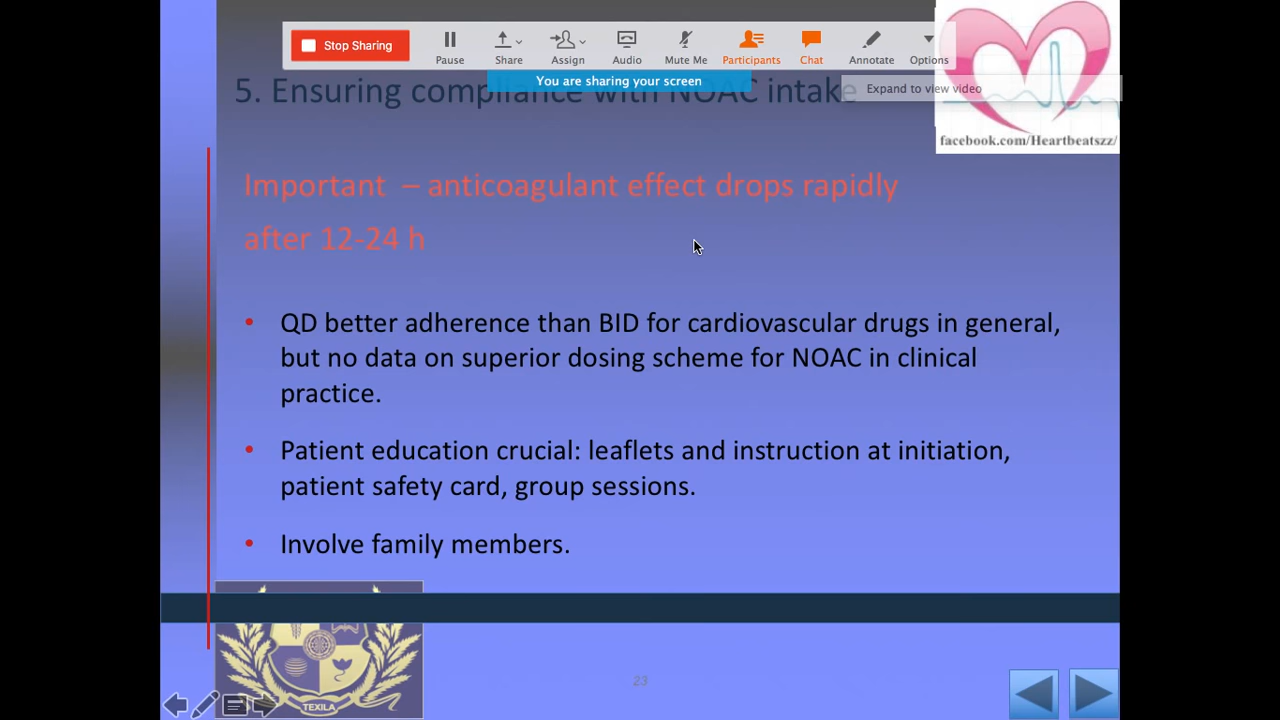 Stop Sharing
Pause
Share
Assign
Audio
Mute Me
Participants
Chat
Annotate
Options
You are sharing your screen
Expand to view video
5. Ensuring compliance with NOAC intake
facebook.com/Heartbeatszz/
Important – anticoagulant effect drops rapidly
after 12-24 h
• QD better adherence than BID for cardiovascular drugs in general,
but no data on superior dosing scheme for NOAC in clinical
practice.
• Patient education crucial: leaflets and instruction at initiation,
patient safety card, group sessions.
• Involve family members.
TEXILA
23